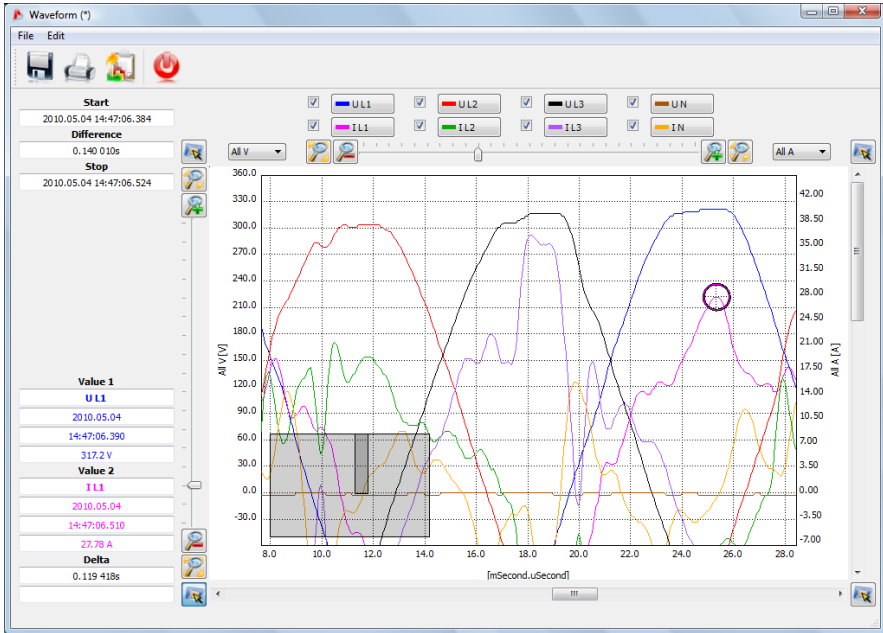 Waveform (*)
File Edit
Start
2010.05.04 14:47:06.384
Difference
0.140 010s
Stop
2010.05.04 14:47:06.524
U L1 U L2 U L3 U N
I L1 I L2 I L3 I N
All V All A
360.0
330.0
300.0
270.0
240.0
210.0
180.0
150.0
120.0
90.0
60.0
30.0
0.0
-30.0
All V [V]
42.00
38.50
35.00
31.50
28.00
24.50
21.00
17.50
14.00
10.50
7.00
3.50
0.00
-3.50
-7.00
All A [A]
8.0 10.0 12.0 14.0 16.0 18.0 20.0 22.0 24.0 26.0 28.0
[mSecond.uSecond]
Value 1
U L1
2010.05.04
14:47:06.390
317.2 V
Value 2
I L1
2010.05.04
14:47:06.510
27.78 A
Delta
0.119 418s